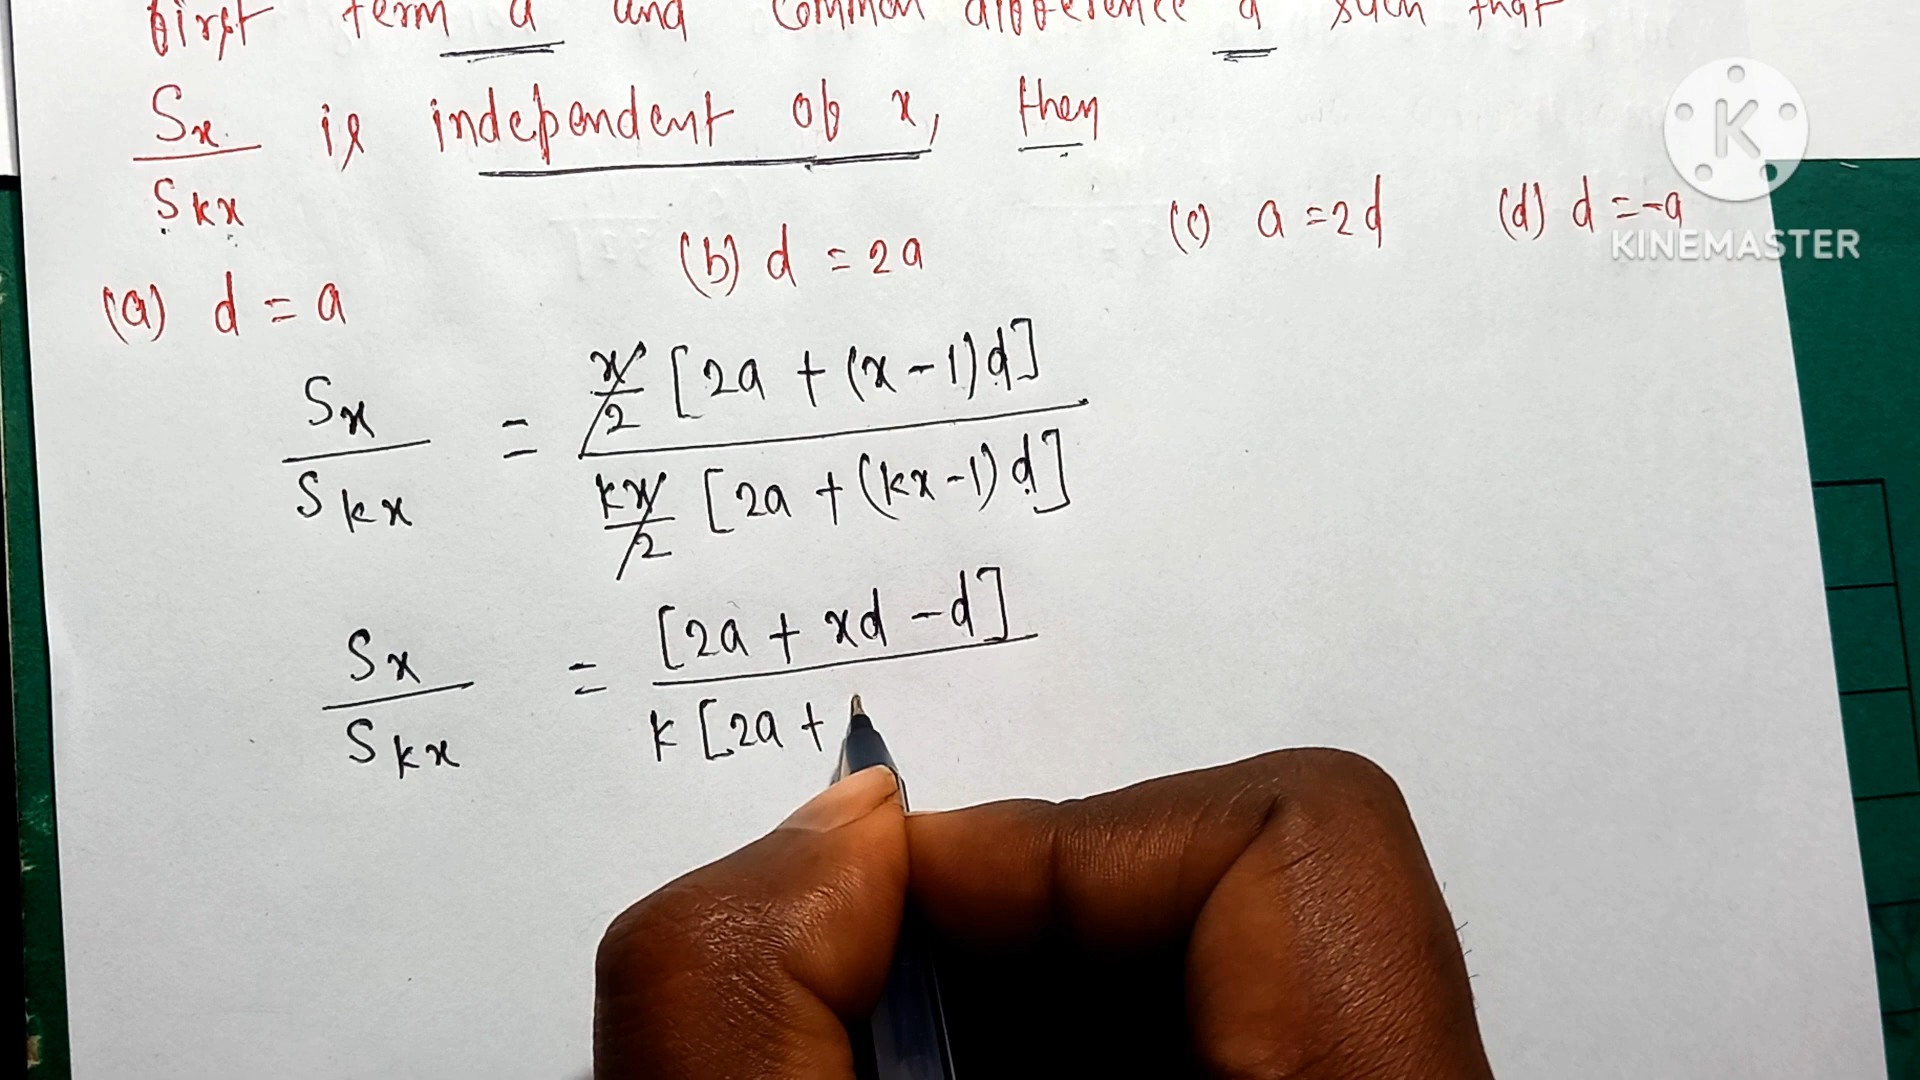 first term a and common difference d such that
Sx / Skx is independent of x, then
(a) d = a (b) d = 2a (c) a = 2d (d) d = -a
Sx / Skx = x/2 [2a + (x - 1)d] / kx/2 [2a + (kx - 1)d]
Sx / Skx = [2a + xd - d] / k [2a +
K
KINEMASTER